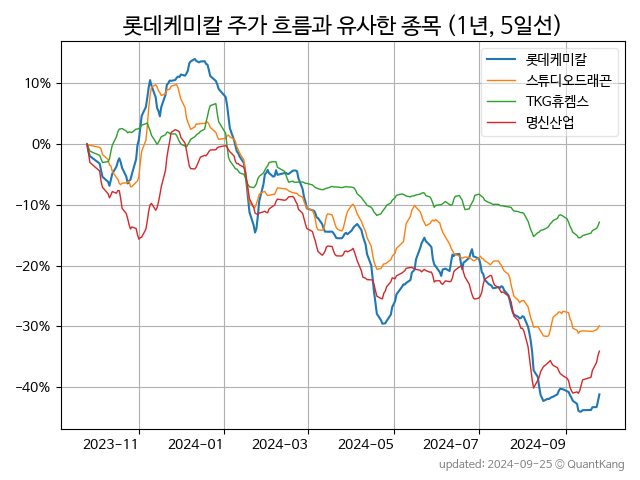 롯데케미칼 주가 흐름과 유사한 종목 (1년, 5일선)
롯데케미칼
스튜디오드래곤
TKG휴켐스
명신산업
10%
0%
−10%
−20%
−30%
−40%
2023-11
2024-01
2024-03
2024-05
2024-07
2024-09
updated: 2024-09-25 © QuantKang